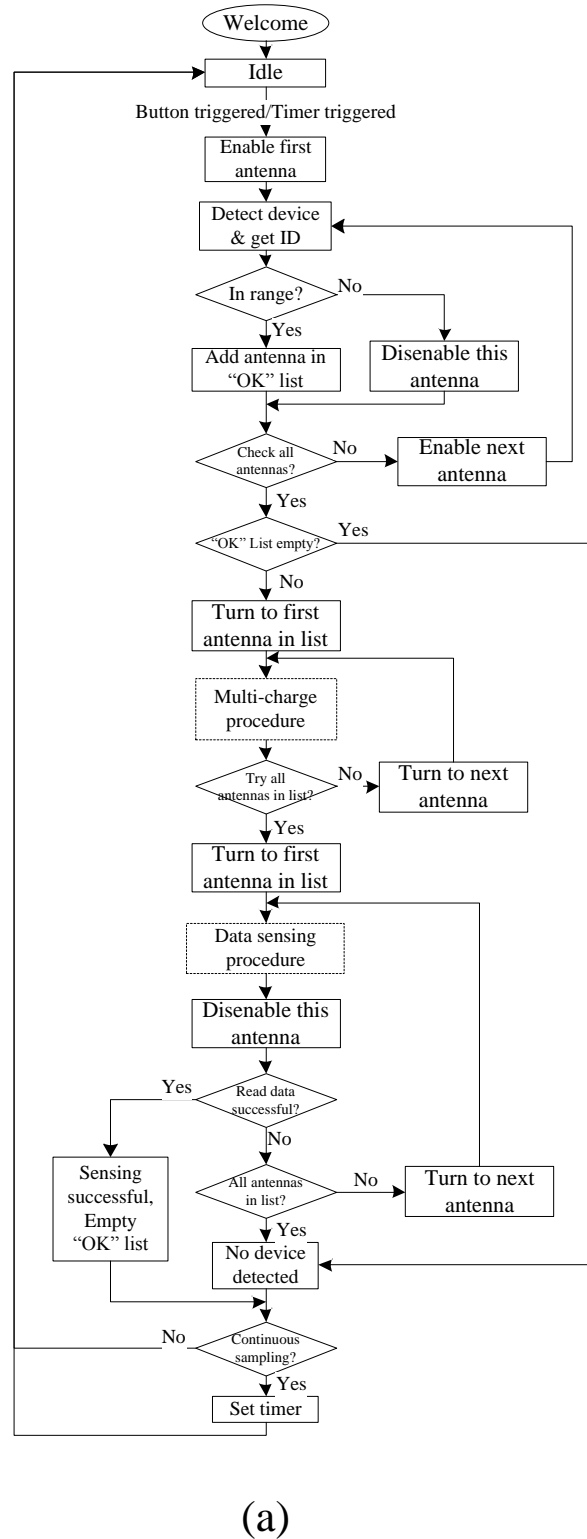 Welcome
Idle
Button triggered/Timer triggered
Enable first
antenna
Detect device
& get ID
In range?
No
Yes
Add antenna in
“OK” list
Disenable this
antenna
Check all
antennas?
No
Enable next
antenna
Yes
“OK” List empty?
Yes
No
Turn to first
antenna in list
Multi-charge
procedure
Try all
antennas in list?
No
Turn to next
antenna
Yes
Turn to first
antenna in list
Data sensing
procedure
Disenable this
antenna
Yes
Read data
successful?
No
Sensing
successful,
Empty
“OK” list
All antennas
in list?
No
Turn to next
antenna
Yes
No device
detected
No
Continuous
sampling?
Yes
Set timer
(a)